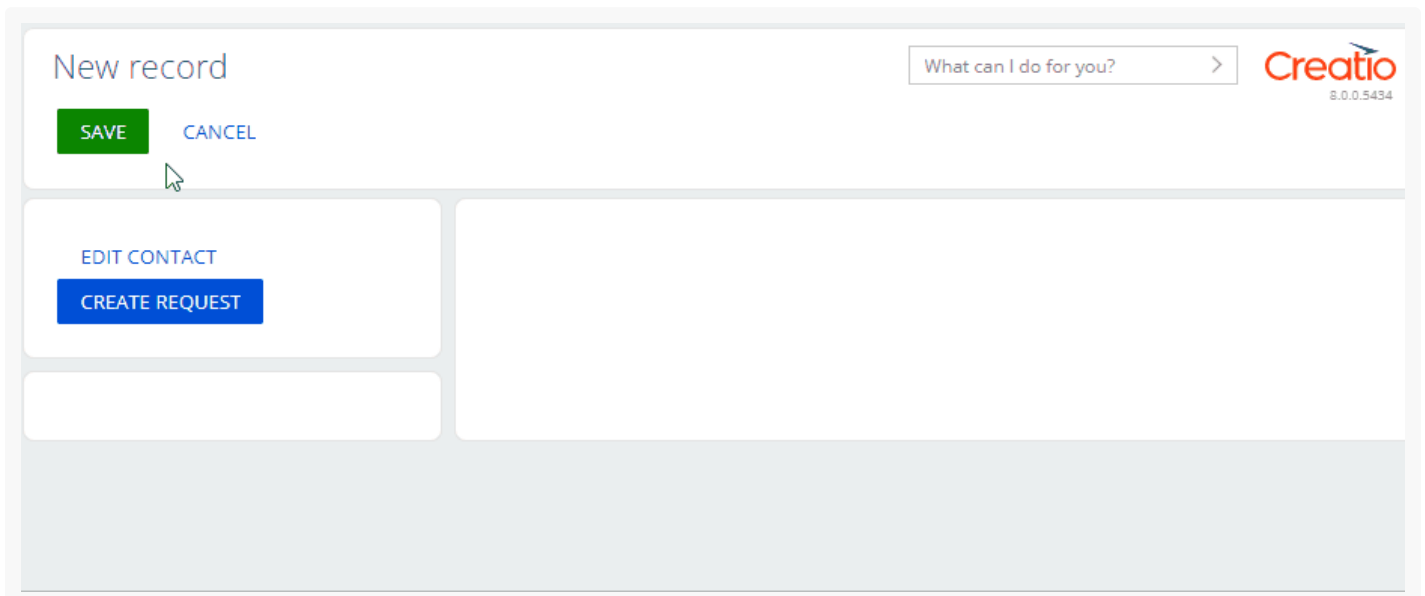 New record
What can I do for you?
Creatio
8.0.0.5434
SAVE CANCEL
EDIT CONTACT
CREATE REQUEST